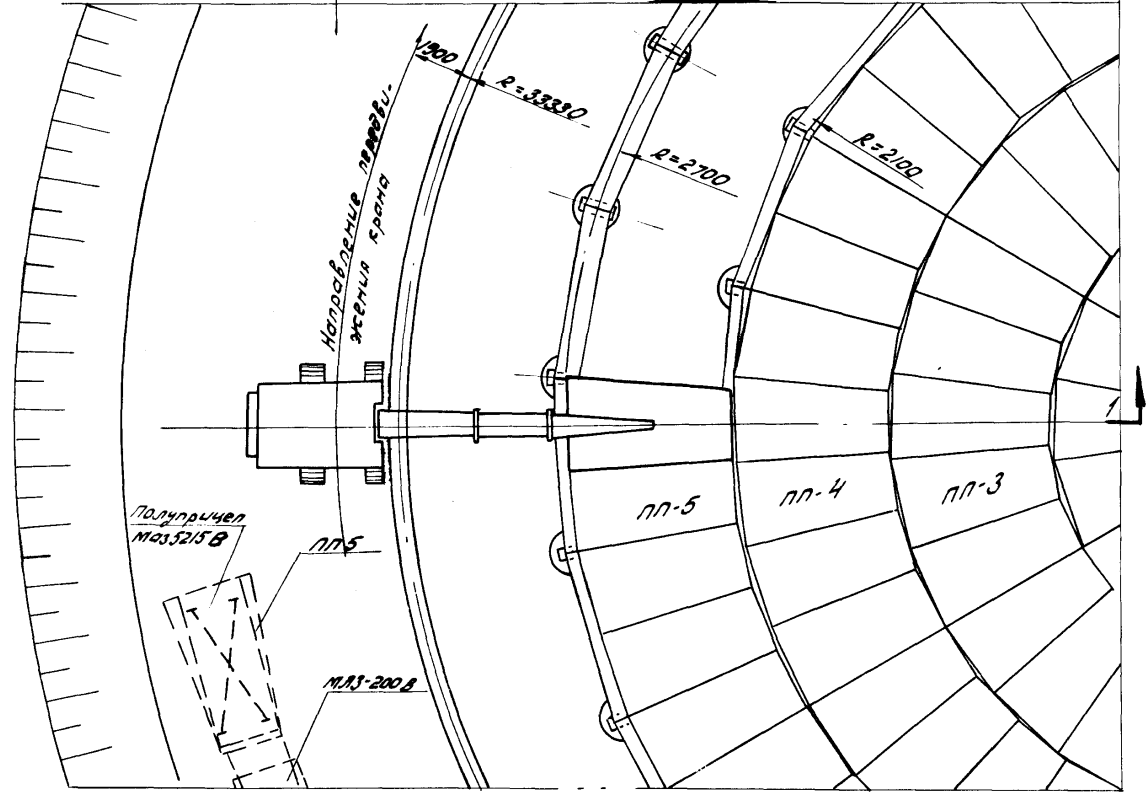 1900
R=33330
R=2700
R=2100
Направление передви-
жения крана
1
ПП-5
ПП-4
ПП-3
Полуприцеп
Маз5215В
ПП5
МАЗ-200В